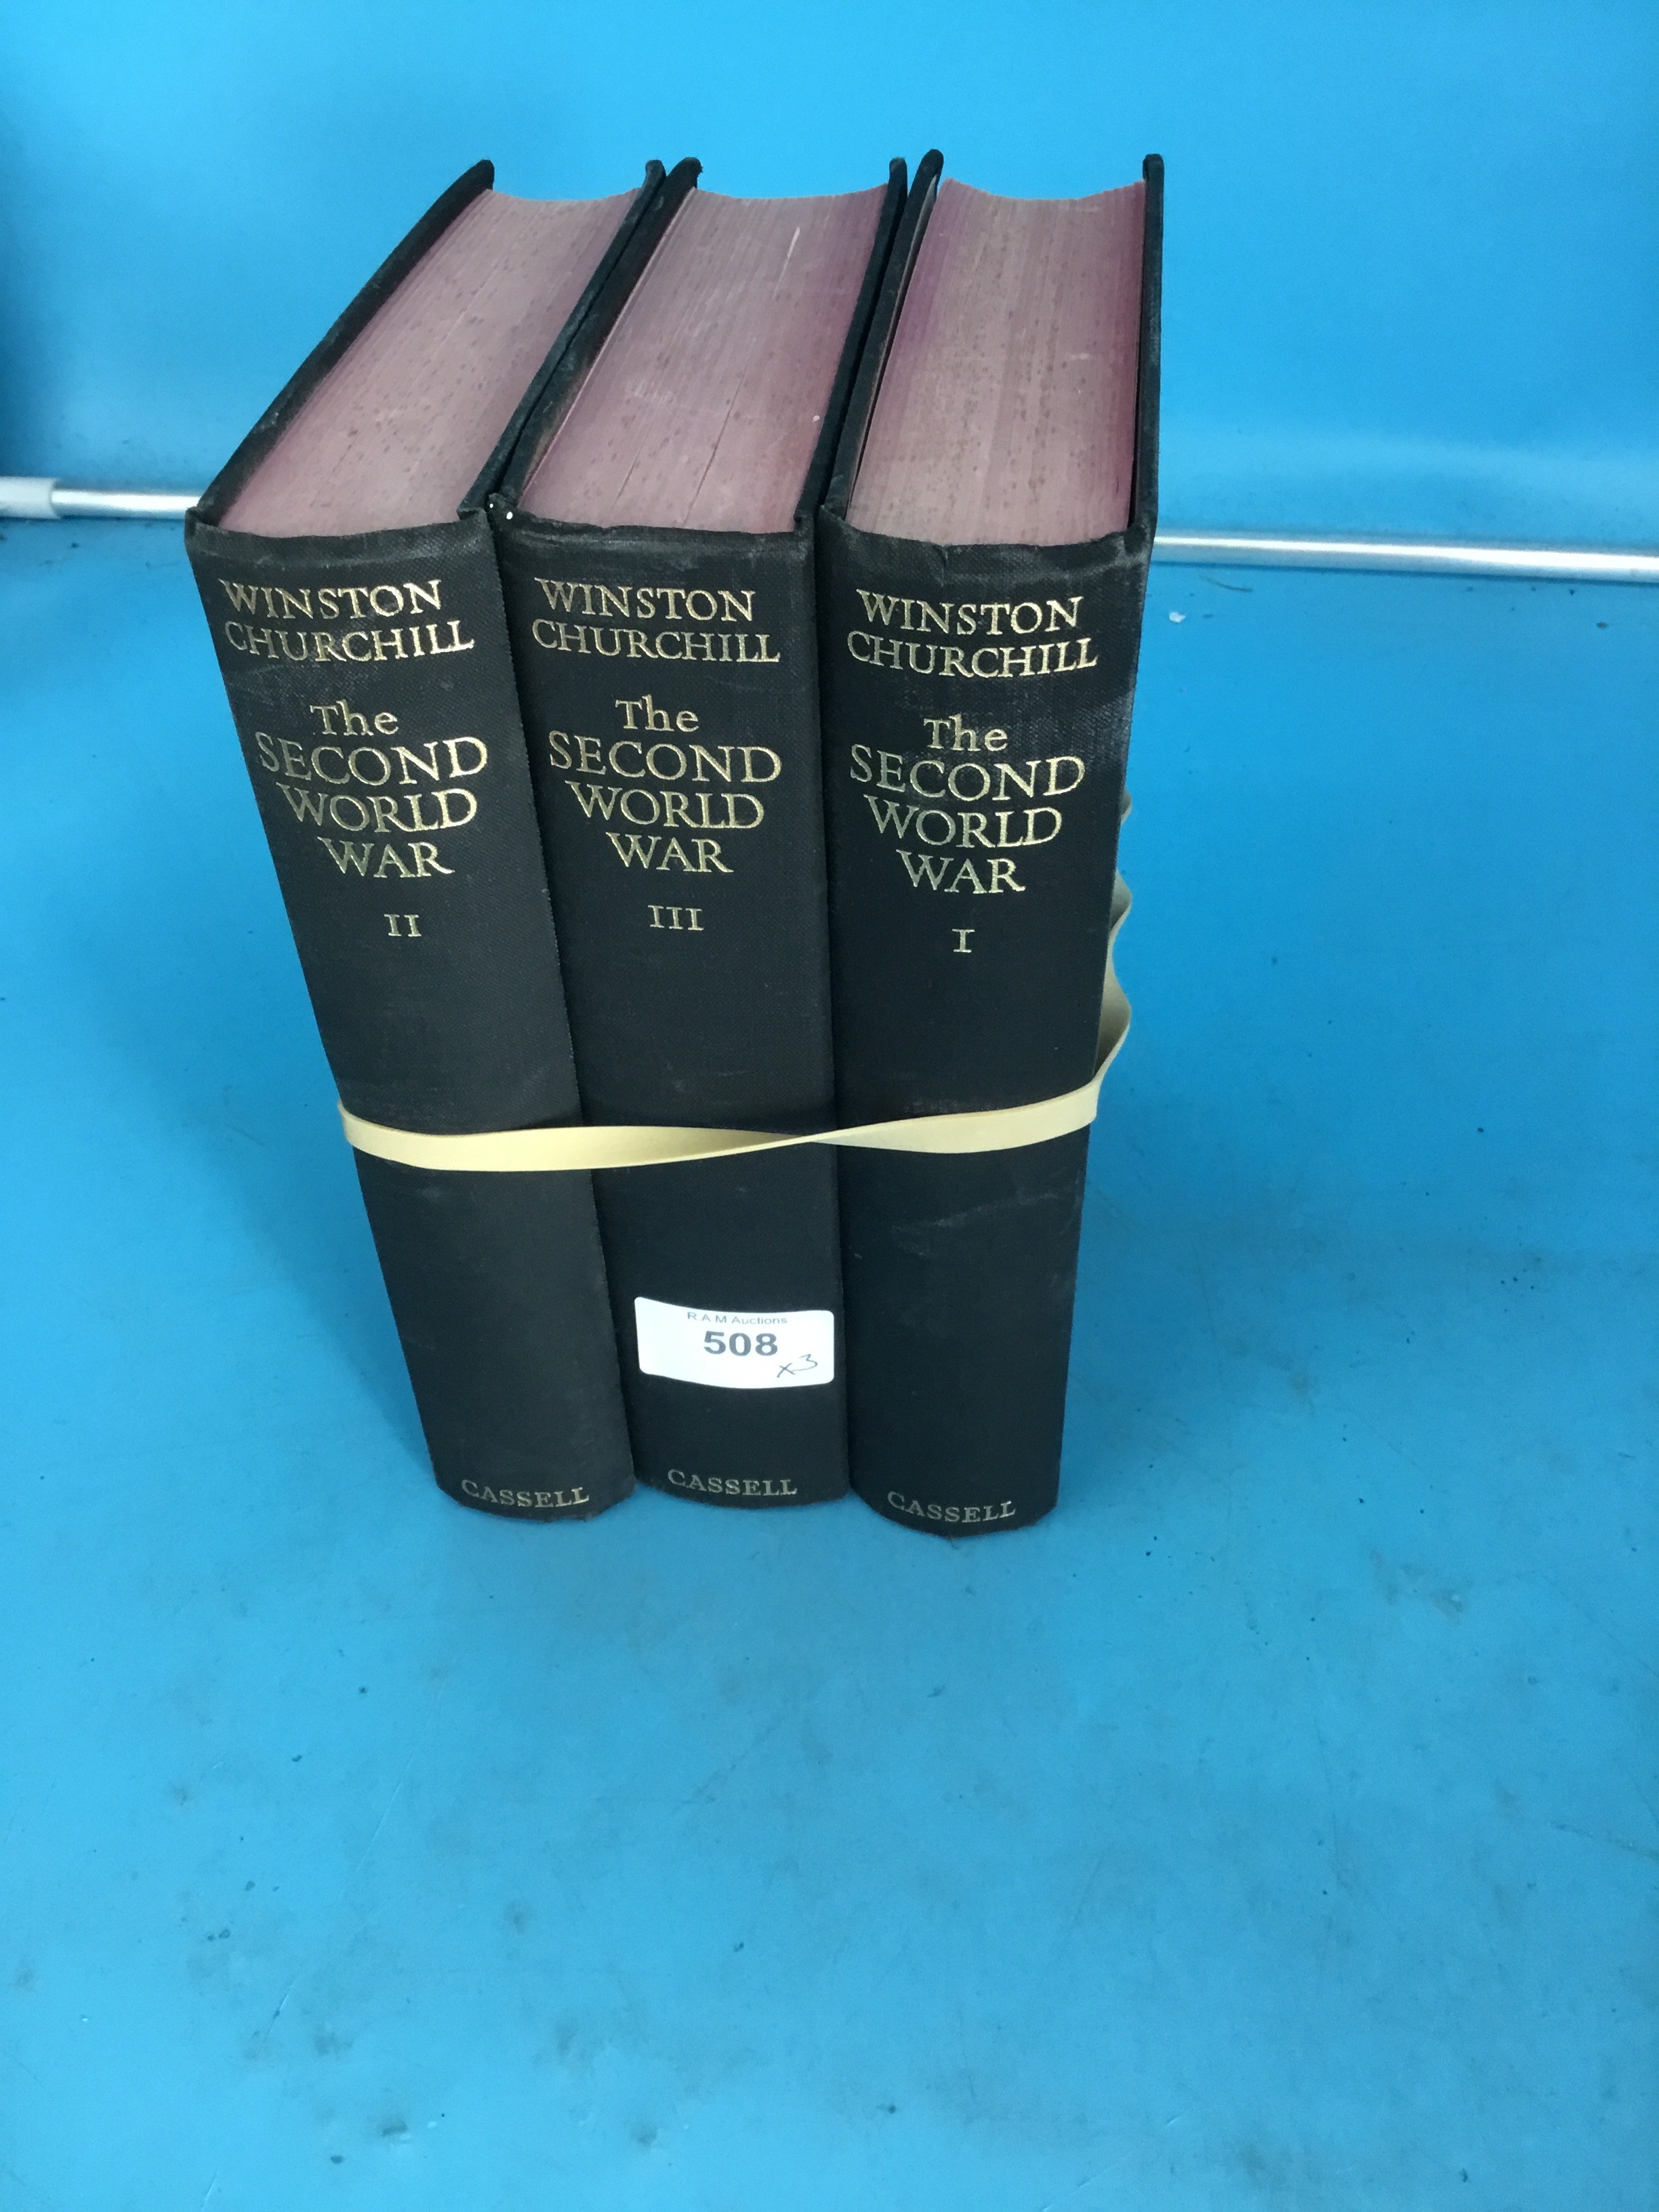 WINSTON
CHURCHILL
The
SECOND
WORLD
WAR
II
CASSELL
WINSTON
CHURCHILL
The
SECOND
WORLD
WAR
III
R A M Auctions
508
x3
CASSELL
WINSTON
CHURCHILL
The
SECOND
WORLD
WAR
I
CASSELL